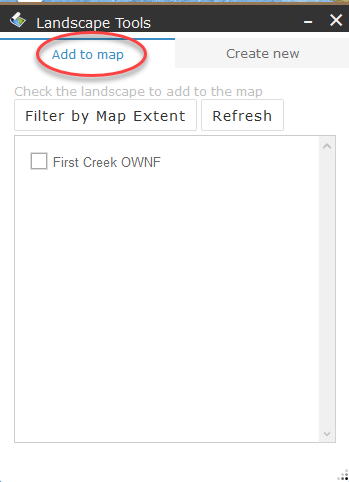 Landscape Tools
Add to map
Create new
Check the landscape to add to the map
Filter by Map Extent
Refresh
First Creek OWNF